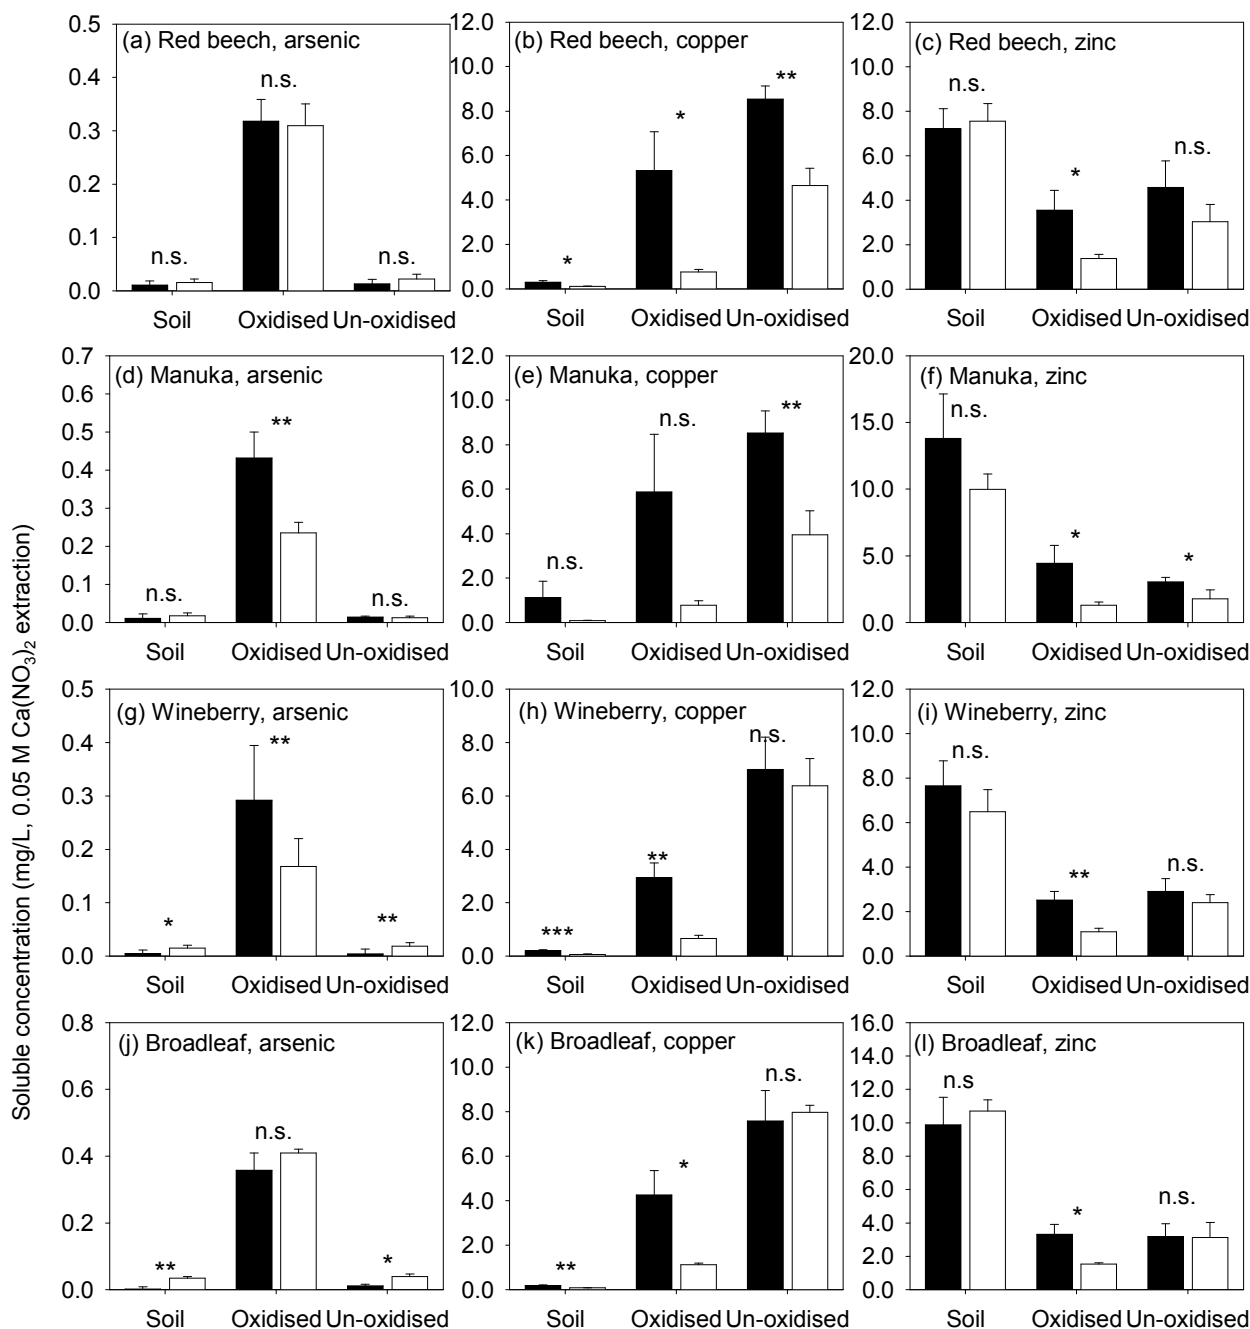 Soluble concentration (mg/L, 0.05 M Ca(NO₃)₂ extraction)
(a) Red beech, arsenic
0.5
0.4
0.3
0.2
0.1
0.0
n.s.
n.s.
n.s.
Soil Oxidised Un-oxidised
(b) Red beech, copper
12.0
10.0
8.0
6.0
4.0
2.0
0.0
*
*
**
Soil Oxidised Un-oxidised
(c) Red beech, zinc
12.0
10.0
8.0
6.0
4.0
2.0
0.0
n.s.
*
n.s.
Soil Oxidised Un-oxidised
(d) Manuka, arsenic
0.7
0.6
0.5
0.4
0.3
0.2
0.1
0.0
n.s.
**
n.s.
Soil Oxidised Un-oxidised
(e) Manuka, copper
12.0
10.0
8.0
6.0
4.0
2.0
0.0
n.s.
n.s.
**
Soil Oxidised Un-oxidised
(f) Manuka, zinc
20.0
15.0
10.0
5.0
0.0
n.s.
*
*
Soil Oxidised Un-oxidised
(g) Wineberry, arsenic
0.5
0.4
0.3
0.2
0.1
0.0
*
**
**
Soil Oxidised Un-oxidised
(h) Wineberry, copper
10.0
8.0
6.0
4.0
2.0
0.0
***
**
n.s.
Soil Oxidised Un-oxidised
(i) Wineberry, zinc
12.0
10.0
8.0
6.0
4.0
2.0
0.0
n.s.
**
n.s.
Soil Oxidised Un-oxidised
(j) Broadleaf, arsenic
0.8
0.6
0.4
0.2
0.0
**
n.s.
*
Soil Oxidised Un-oxidised
(k) Broadleaf, copper
12.0
10.0
8.0
6.0
4.0
2.0
0.0
**
*
n.s.
Soil Oxidised Un-oxidised
(l) Broadleaf, zinc
16.0
14.0
12.0
10.0
8.0
6.0
4.0
2.0
0.0
n.s
*
n.s.
Soil Oxidised Un-oxidised